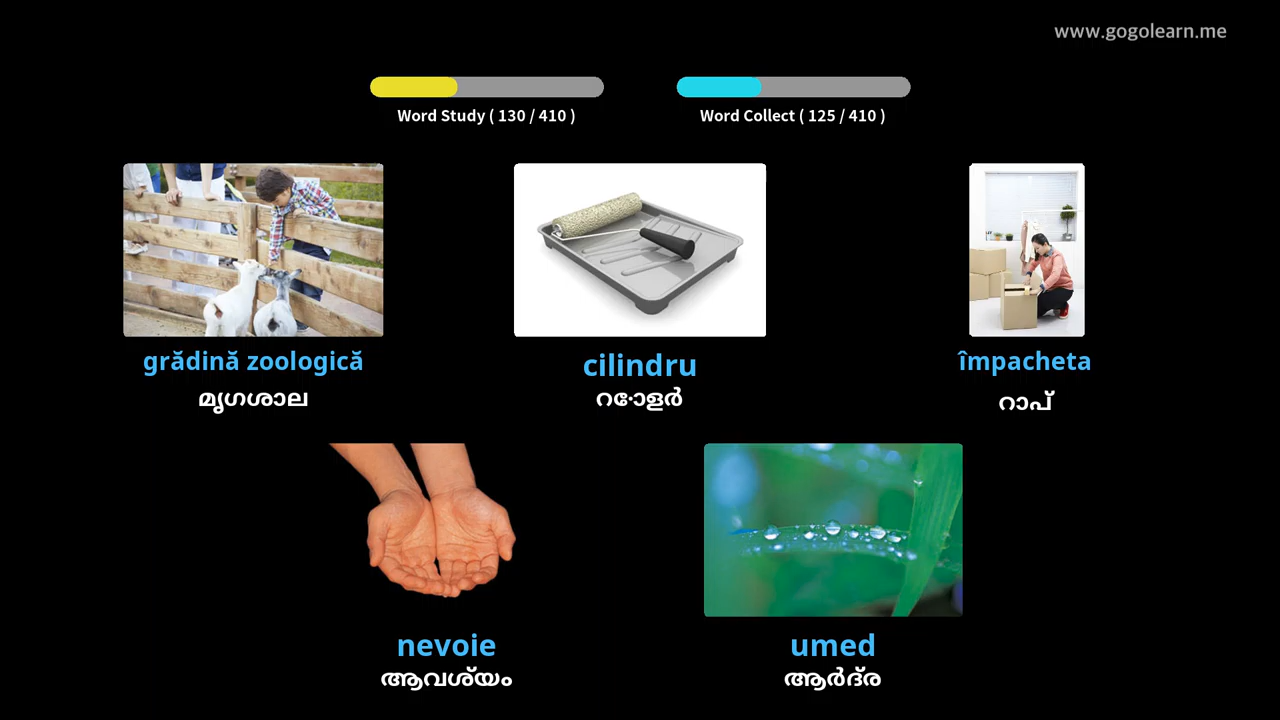 www.gogolearn.me
Word Study ( 130 / 410 )
Word Collect ( 125 / 410 )
grădină zoologică
മൃഗശാല
cilindru
റോളർ
împacheta
റാപ്
nevoie
ആവശ്യം
umed
ആർദ്ര